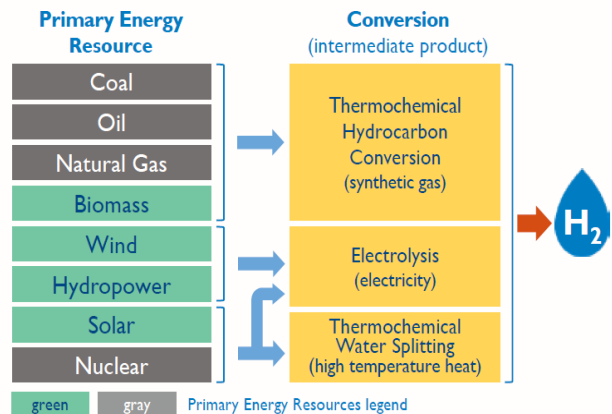 Primary Energy
Resource
Coal
Oil
Natural Gas
Biomass
Wind
Hydropower
Solar
Nuclear
Conversion
(intermediate product)
Thermochemical
Hydrocarbon
Conversion
(synthetic gas)
Electrolysis
(electricity)
Thermochemical
Water Splitting
(high temperature heat)
H₂
green gray Primary Energy Resources legend